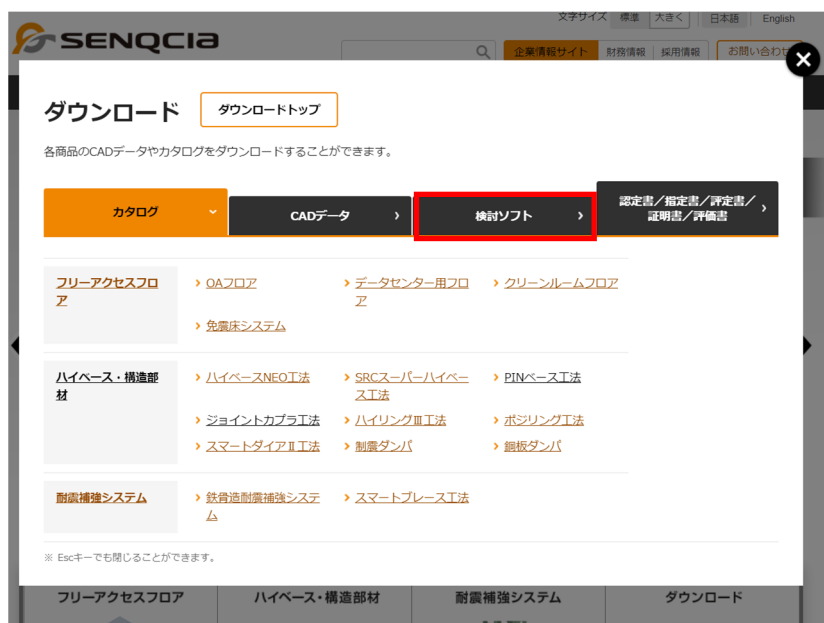 文字サイズ 標準 大きく 日本語 English
SENQCIA
企業情報サイト 財務情報 採用情報 お問い合わせ
ダウンロード ダウンロードトップ
各商品のCADデータやカタログをダウンロードすることができます。
カタログ CADデータ 検討ソフト 認定書／指定書／評定書／
証明書／評価書
フリーアクセスフロ
ア
OAフロア データセンター用フロ
ア
クリーンルームフロア
免震床システム
ハイベース・構造部
材
ハイベースNEO工法 SRCスーパーハイベー
ス工法
PINベース工法
ジョイントカプラ工法 ハイリングⅢ工法 ボジリング工法
スマートダイアⅡ工法 制震ダンパ 鋼板ダンパ
耐震補強システム
鉄骨造耐震補強システ
ム
スマートブレース工法
※ Escキーでも閉じることができます。
フリーアクセスフロア ハイベース・構造部材 耐震補強システム ダウンロード